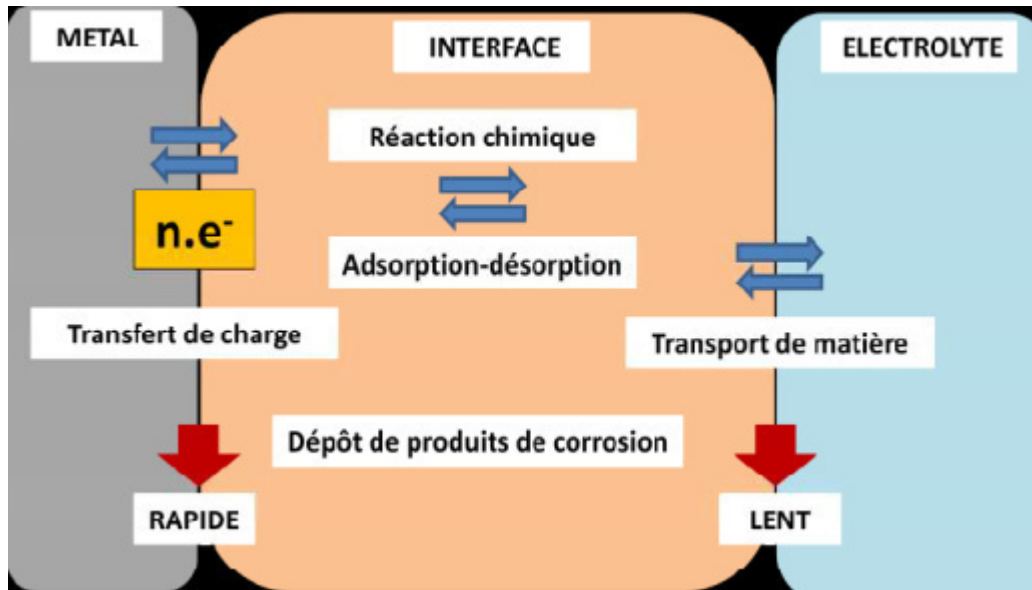 METAL
INTERFACE
ELECTROLYTE
Réaction chimique
n.e⁻
Adsorption-désorption
Transfert de charge
Transport de matière
Dépôt de produits de corrosion
RAPIDE
LENT